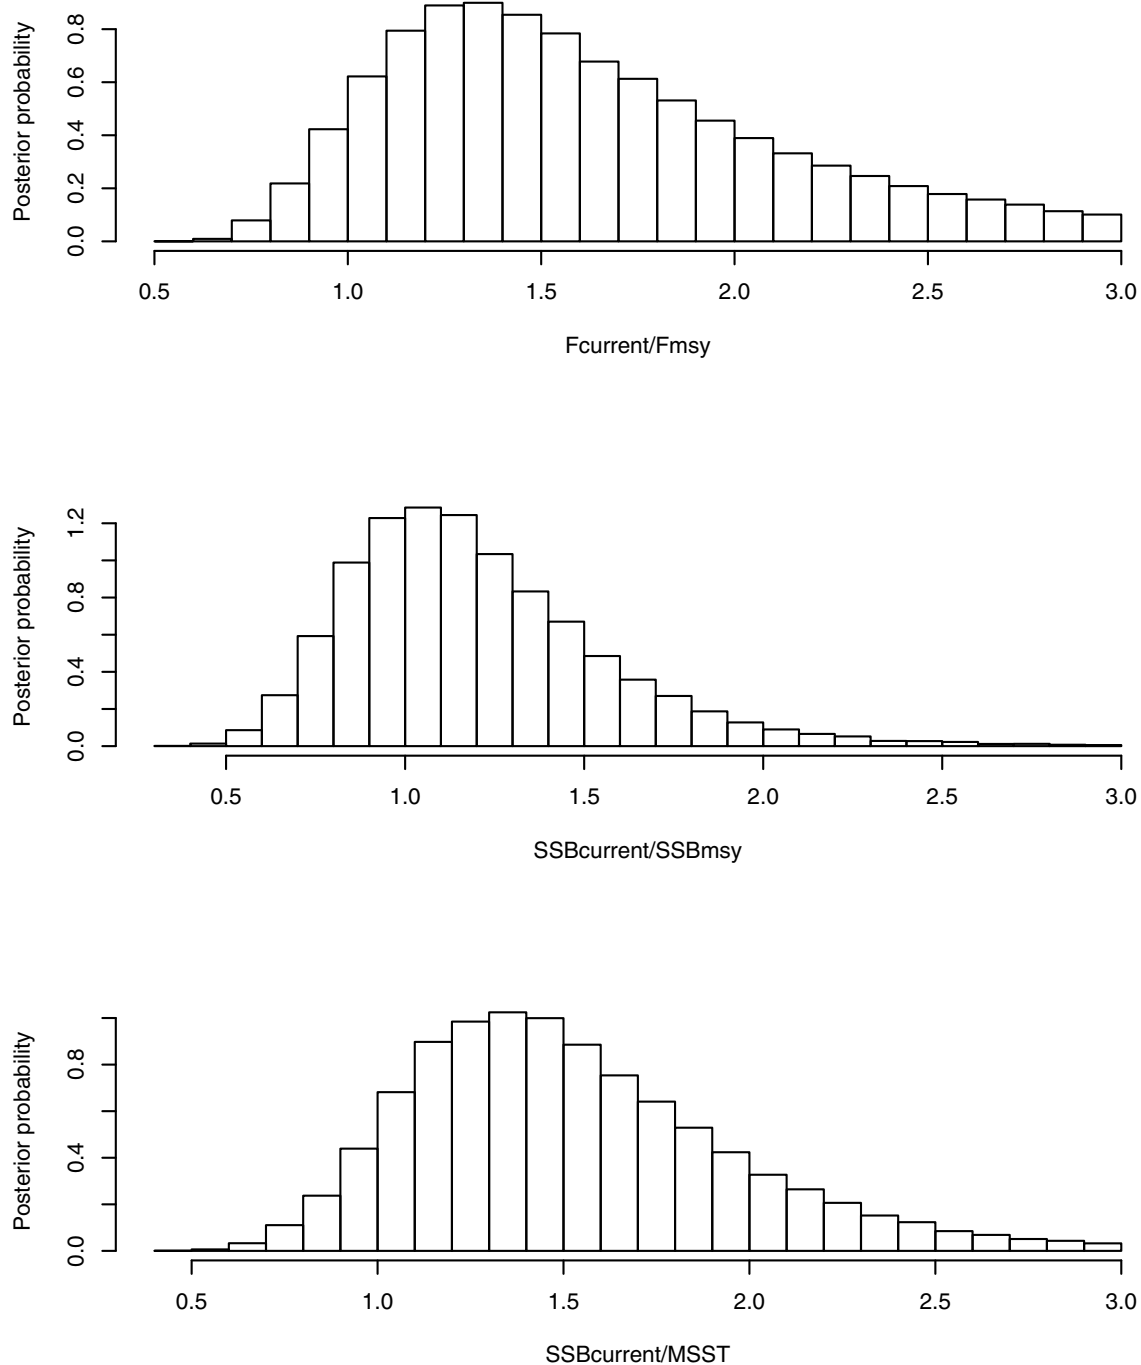 Posterior probability
0.0 0.2 0.4 0.6 0.8
0.5 1.0 1.5 2.0 2.5 3.0
Fcurrent/Fmsy
Posterior probability
0.0 0.4 0.8 1.2
0.5 1.0 1.5 2.0 2.5 3.0
SSBcurrent/SSBmsy
Posterior probability
0.0 0.4 0.8
0.5 1.0 1.5 2.0 2.5 3.0
SSBcurrent/MSST